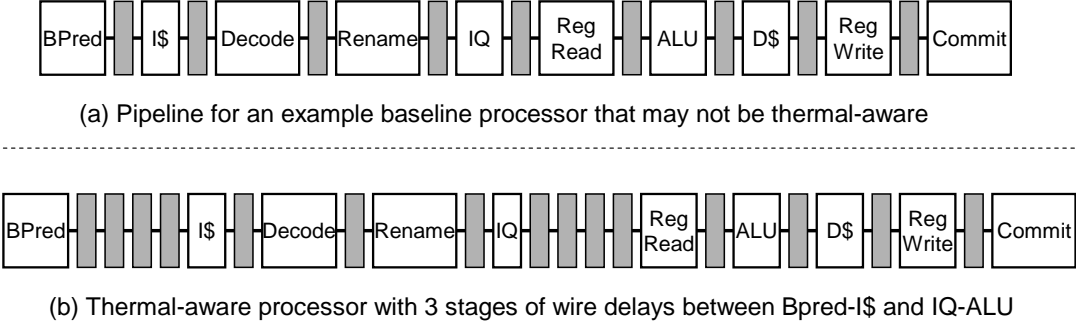 BPred I$ Decode Rename IQ Reg Read ALU D$ Reg Write Commit
(a) Pipeline for an example baseline processor that may not be thermal-aware
BPred I$ Decode Rename IQ Reg Read ALU D$ Reg Write Commit
(b) Thermal-aware processor with 3 stages of wire delays between Bpred-I$ and IQ-ALU